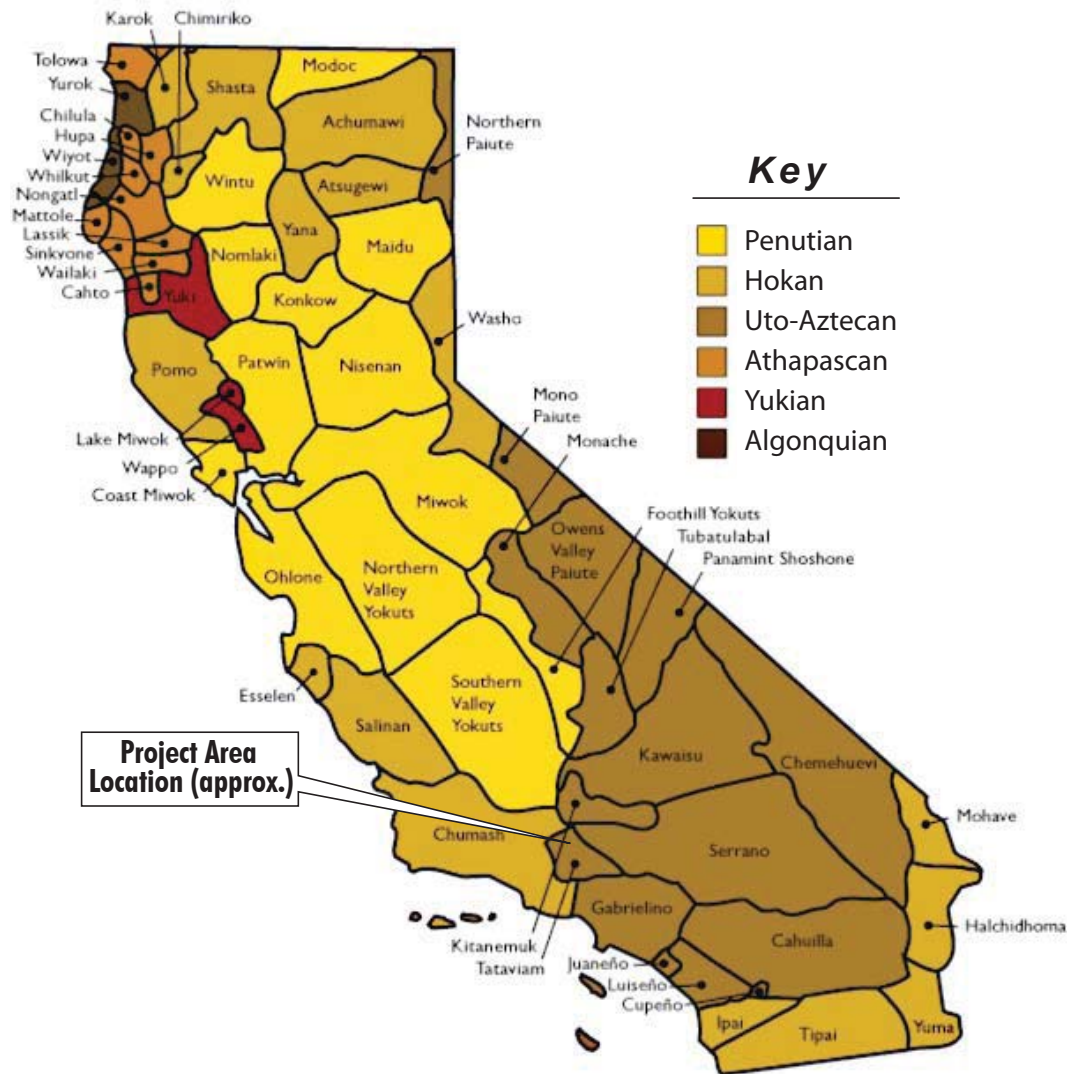 Karok
Chimiriko
Tolowa
Yurok
Shasta
Modoc
Chilula
Hupa
Wiyot
Whilkut
Nongatl
Mattole
Lassik
Sinkyone
Wailaki
Cahto
Achumawi
Northern
Paiute
Wintu
Atsugewi
Yana
Maidu
Nomlaki
Yuki
Konkow
Washo
Pomo
Patwin
Nisenan
Lake Miwok
Wappo
Coast Miwok
Mono
Paiute
Monache
Miwok
Foothill Yokuts
Tubatulabal
Panamint Shoshone
Owens
Valley
Paiute
Ohlone
Northern
Valley
Yokuts
Esselen
Southern
Valley
Yokuts
Salinan
Kawaisu
Chemehuevi
Project Area
Location (approx.)
Mohave
Chumash
Serrano
Gabrielino
Halchidhoma
Kitanemuk
Tataviam
Cahuilla
Juaneño
Luiseño
Cupeño
Ipai
Tipai
Yuma
Key
Penutian
Hokan
Uto-Aztecan
Athapascan
Yukian
Algonquian